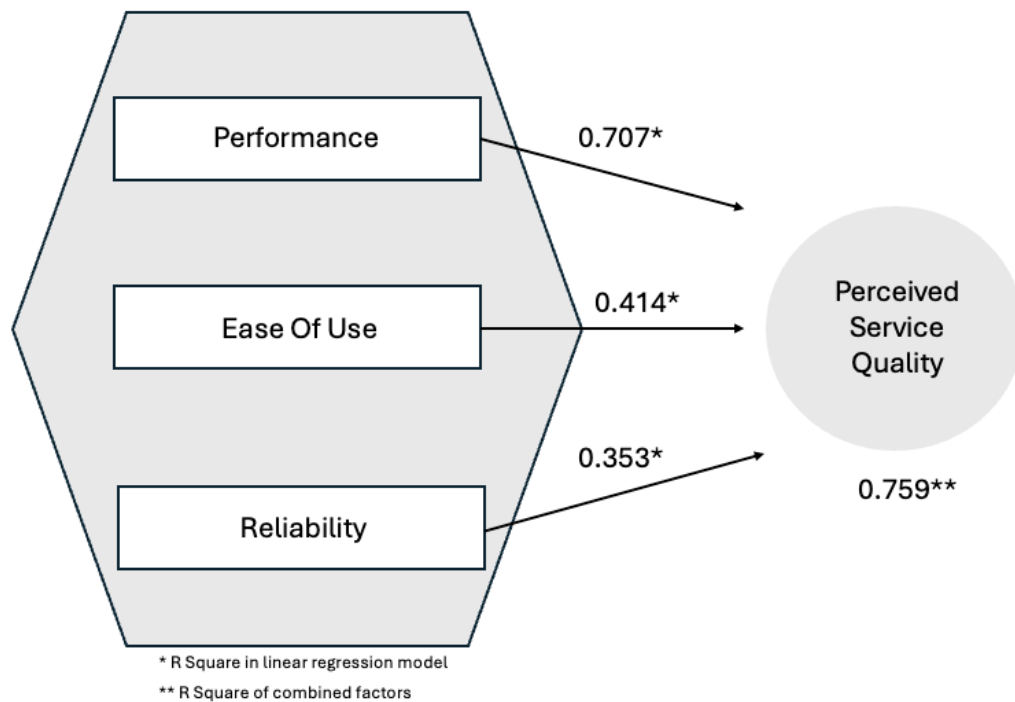 Performance
0.707*
Ease Of Use
0.414*
Perceived
Service
Quality
Reliability
0.353*
0.759**
* R Square in linear regression model
** R Square of combined factors